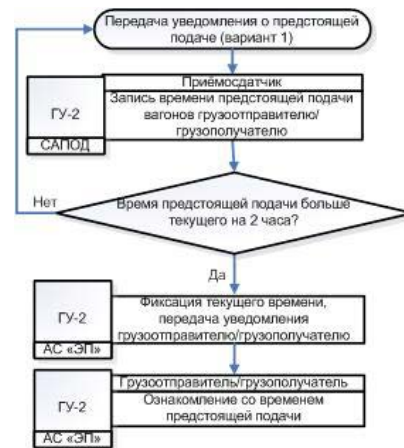 Передача уведомления о предстоящей
подаче (вариант 1)
Приёмосдатчик
ГУ-2
Запись времени предстоящей подачи
вагонов грузоотправителю/
грузополучателю
САПОД
Нет
Время предстоящей подачи больше
текущего на 2 часа?
Да
ГУ-2
Фиксация текущего времени,
передача уведомления
грузоотправителю/грузополучателю
АС «ЭП»
Грузоотправитель/грузополучатель
ГУ-2
Ознакомление со временем
предстоящей подачи
АС «ЭП»